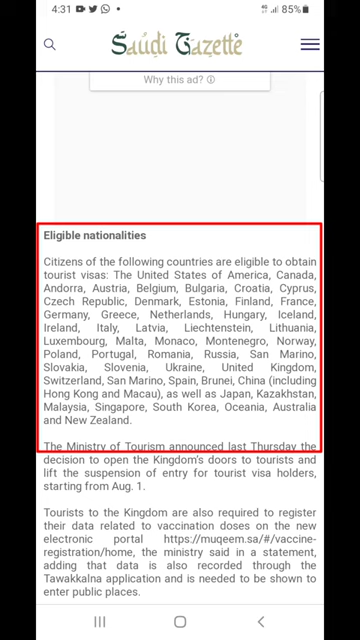 4:31
85%
Saudi Gazette
Why this ad?
Eligible nationalities
Citizens of the following countries are eligible to obtain
tourist visas: The United States of America, Canada,
Andorra, Austria, Belgium, Bulgaria, Croatia, Cyprus,
Czech Republic, Denmark, Estonia, Finland, France,
Germany, Greece, Netherlands, Hungary, Iceland,
Ireland, Italy, Latvia, Liechtenstein, Lithuania,
Luxembourg, Malta, Monaco, Montenegro, Norway,
Poland, Portugal, Romania, Russia, San Marino,
Slovakia, Slovenia, Ukraine, United Kingdom,
Switzerland, San Marino, Spain, Brunei, China (including
Hong Kong and Macau), as well as Japan, Kazakhstan,
Malaysia, Singapore, South Korea, Oceania, Australia
and New Zealand.
The Ministry of Tourism announced last Thursday the
decision to open the Kingdom's doors to tourists and
lift the suspension of entry for tourist visa holders,
starting from Aug. 1.
Tourists to the Kingdom are also required to register
their data related to vaccination doses on the new
electronic portal https://muqeem.sa/#/vaccine-
registration/home, the ministry said in a statement,
adding that data is also recorded through the
Tawakkalna application and is needed to be shown to
enter public places.